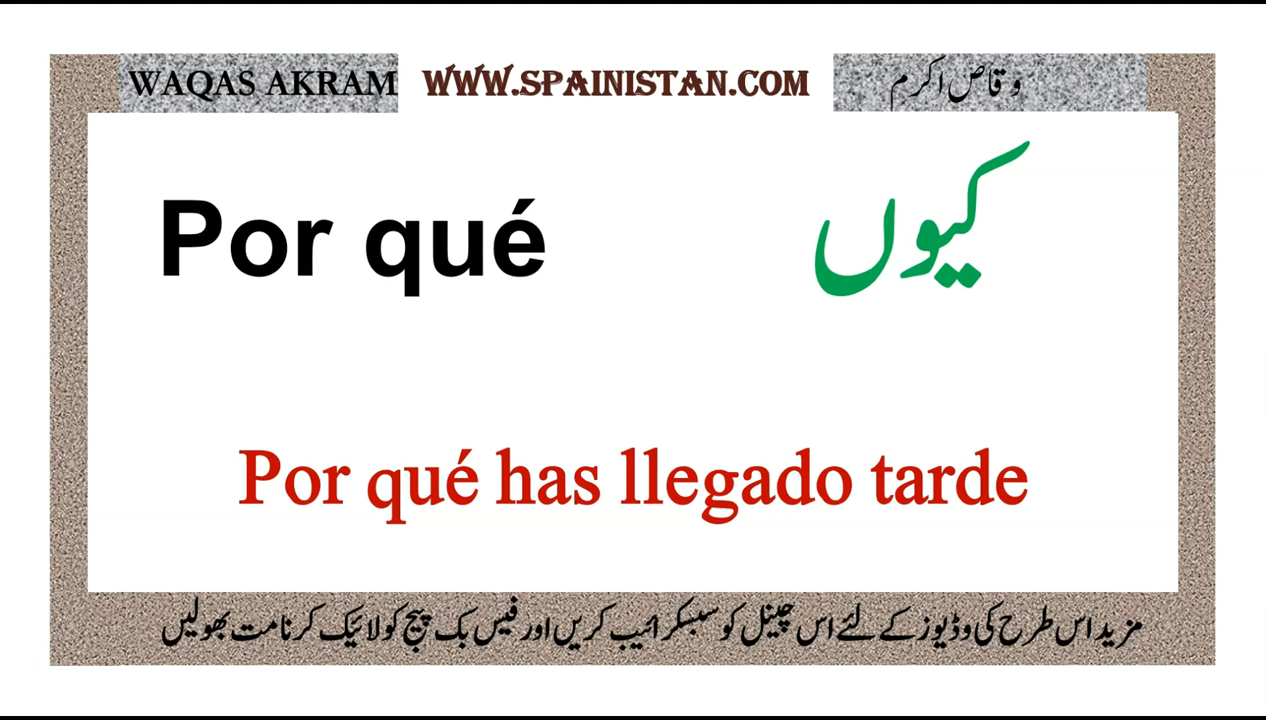 WAQAS AKRAM WWW.SPAINISTAN.COM وقاص اکرم
Por qué کیوں
Por qué has llegado tarde
مزید اس طرح کی وڈیوز کے لئے اس چینل کو سبسکرائیب کریں اور فیس بک پیج کو لائیک کرنا مت بھولیں